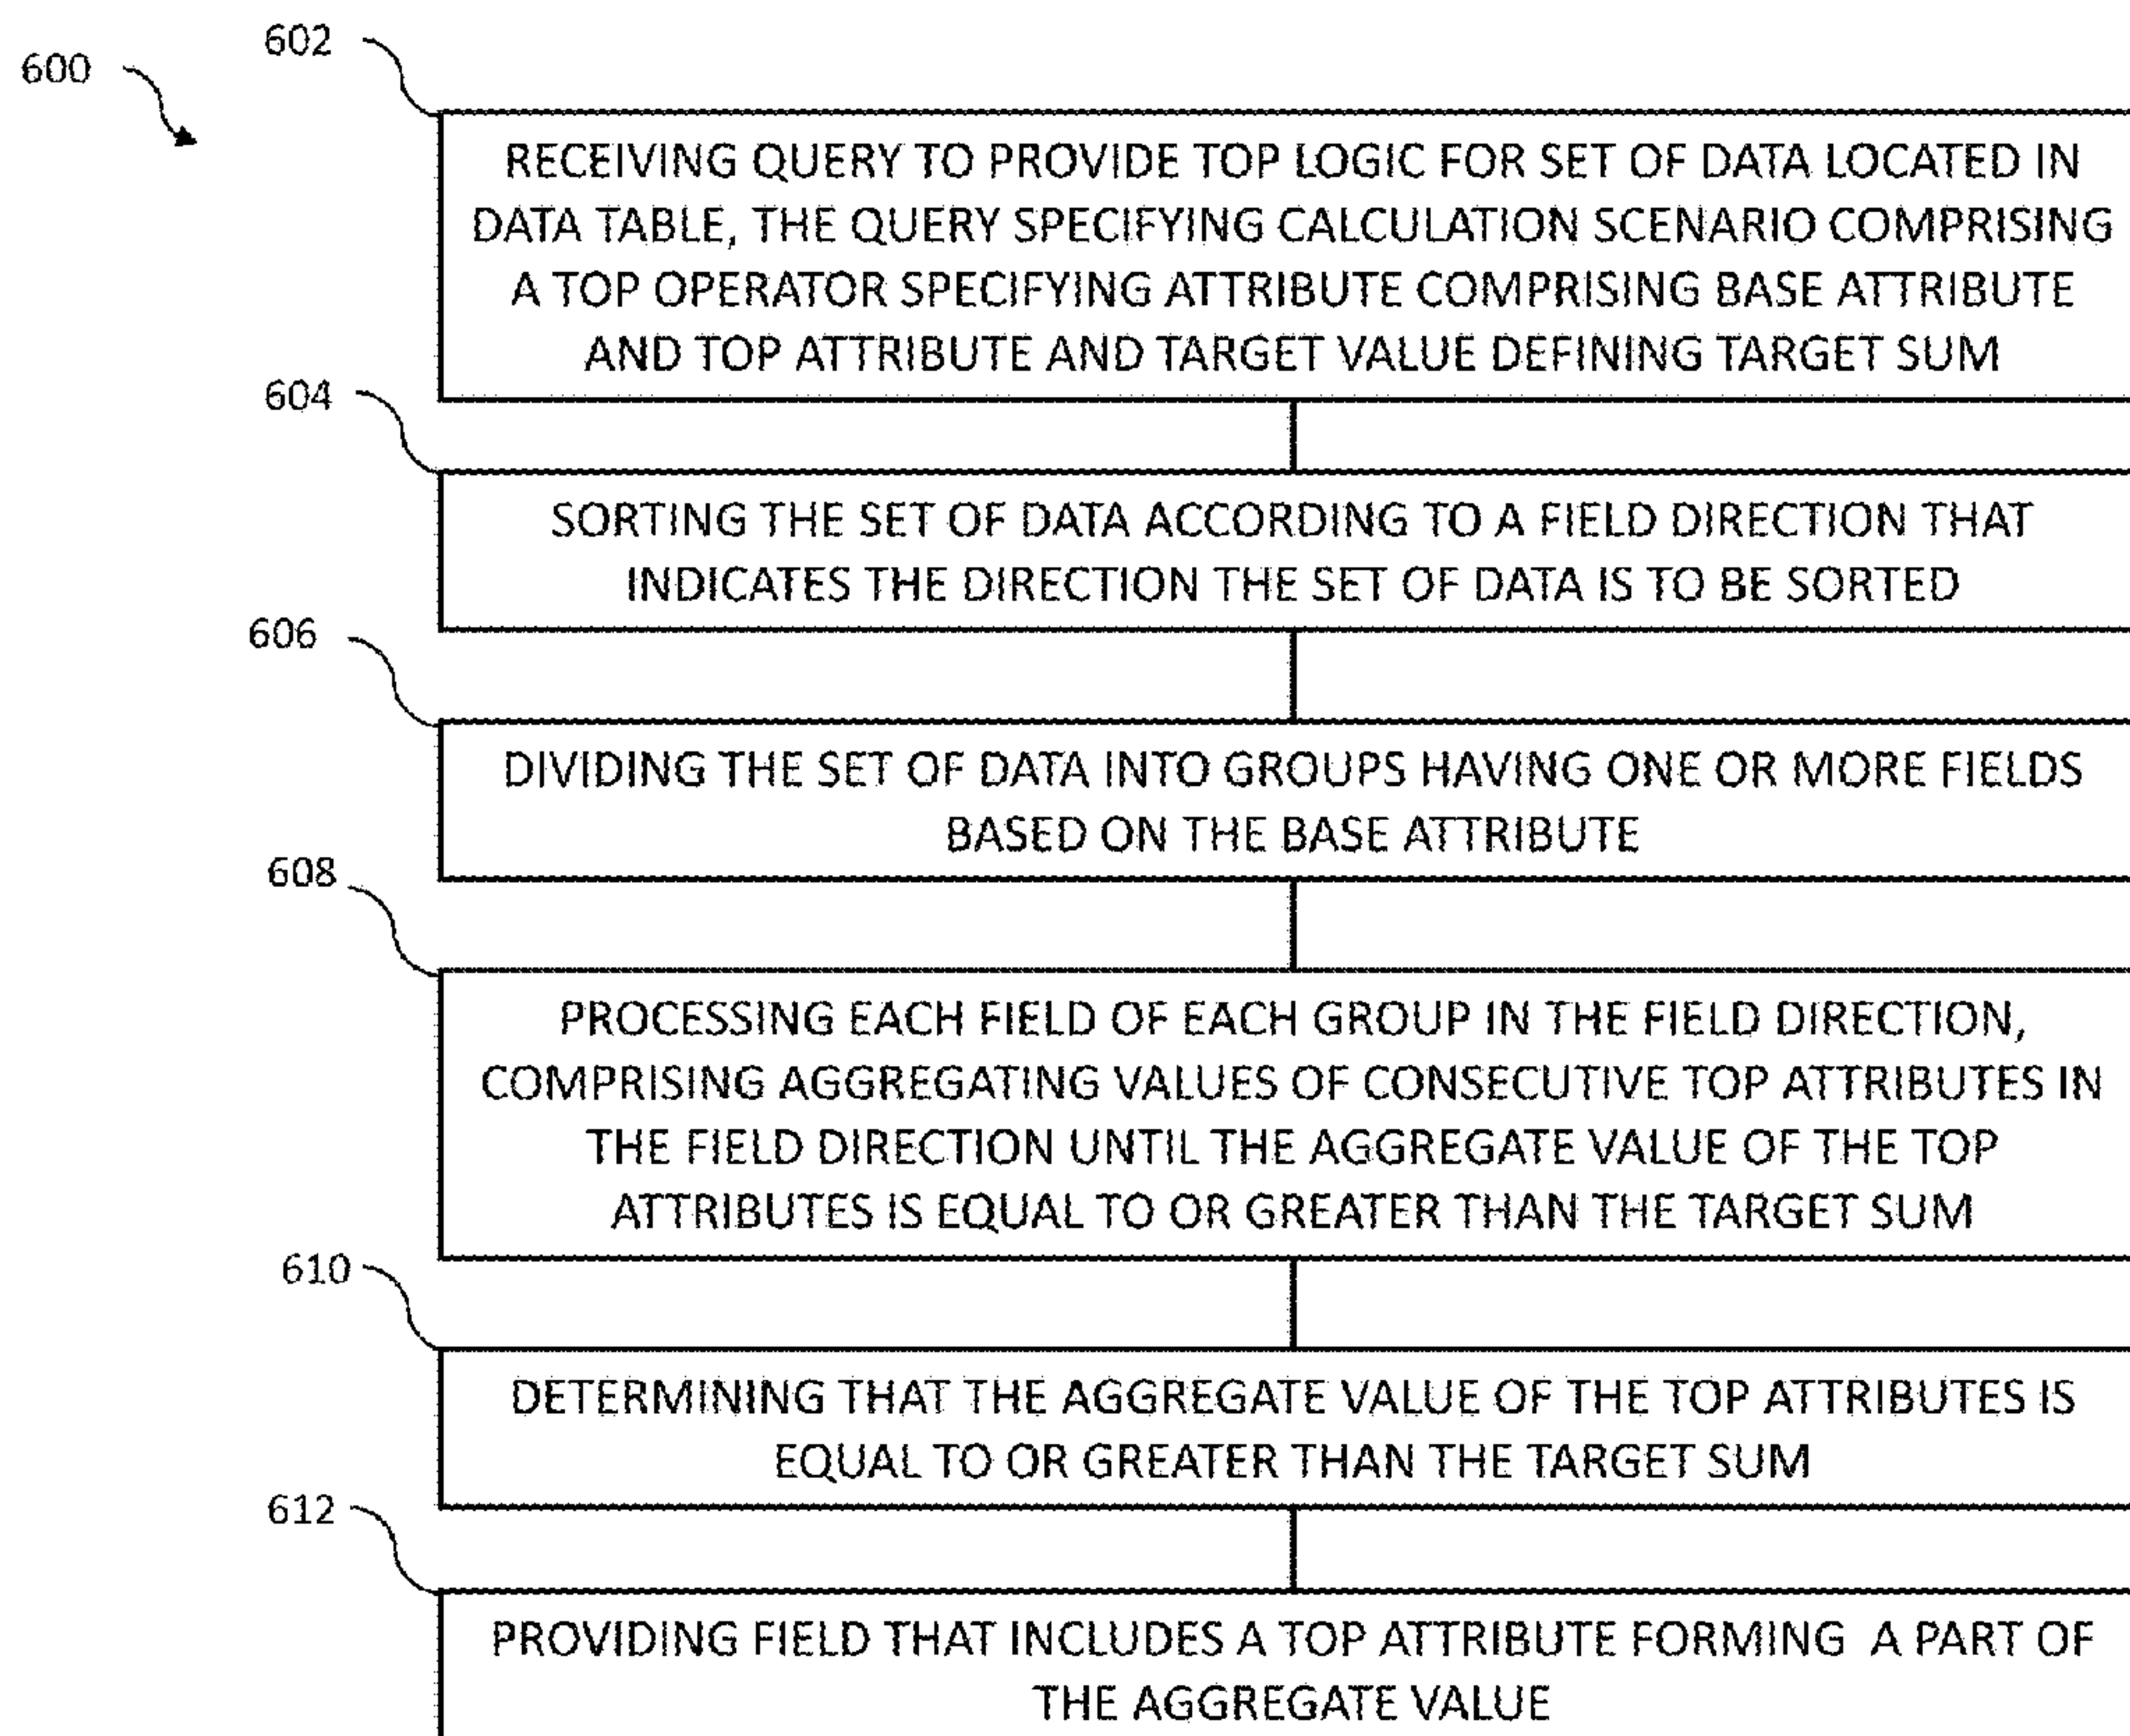 602
600
RECEIVING QUERY TO PROVIDE TOP LOGIC FOR SET OF DATA LOCATED IN
DATA TABLE, THE QUERY SPECIFYING CALCULATION SCENARIO COMPRISING
A TOP OPERATOR SPECIFYING ATTRIBUTE COMPRISING BASE ATTRIBUTE
AND TOP ATTRIBUTE AND TARGET VALUE DEFINING TARGET SUM
604
SORTING THE SET OF DATA ACCORDING TO A FIELD DIRECTION THAT
INDICATES THE DIRECTION THE SET OF DATA IS TO BE SORTED
606
DIVIDING THE SET OF DATA INTO GROUPS HAVING ONE OR MORE FIELDS
BASED ON THE BASE ATTRIBUTE
608
PROCESSING EACH FIELD OF EACH GROUP IN THE FIELD DIRECTION,
COMPRISING AGGREGATING VALUES OF CONSECUTIVE TOP ATTRIBUTES IN
THE FIELD DIRECTION UNTIL THE AGGREGATE VALUE OF THE TOP
ATTRIBUTES IS EQUAL TO OR GREATER THAN THE TARGET SUM
610
DETERMINING THAT THE AGGREGATE VALUE OF THE TOP ATTRIBUTES IS
EQUAL TO OR GREATER THAN THE TARGET SUM
612
PROVIDING FIELD THAT INCLUDES A TOP ATTRIBUTE FORMING A PART OF
THE AGGREGATE VALUE